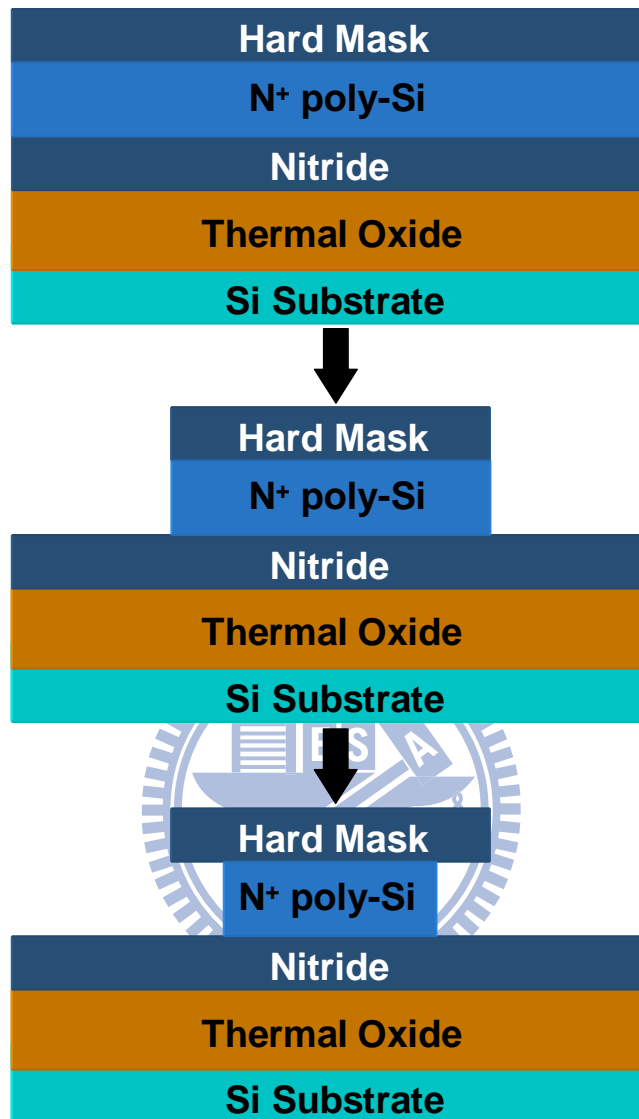 Hard Mask
N⁺ poly-Si
Nitride
Thermal Oxide
Si Substrate
Hard Mask
N⁺ poly-Si
Nitride
Thermal Oxide
Si Substrate
E S
A
Hard Mask
N⁺ poly-Si
Nitride
Thermal Oxide
Si Substrate